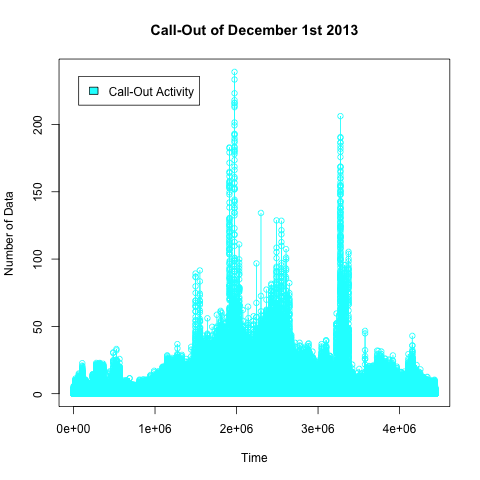 Call-Out of December 1st 2013
Call-Out Activity
Number of Data
200
150
100
50
0
0e+00 1e+06 2e+06 3e+06 4e+06
Time